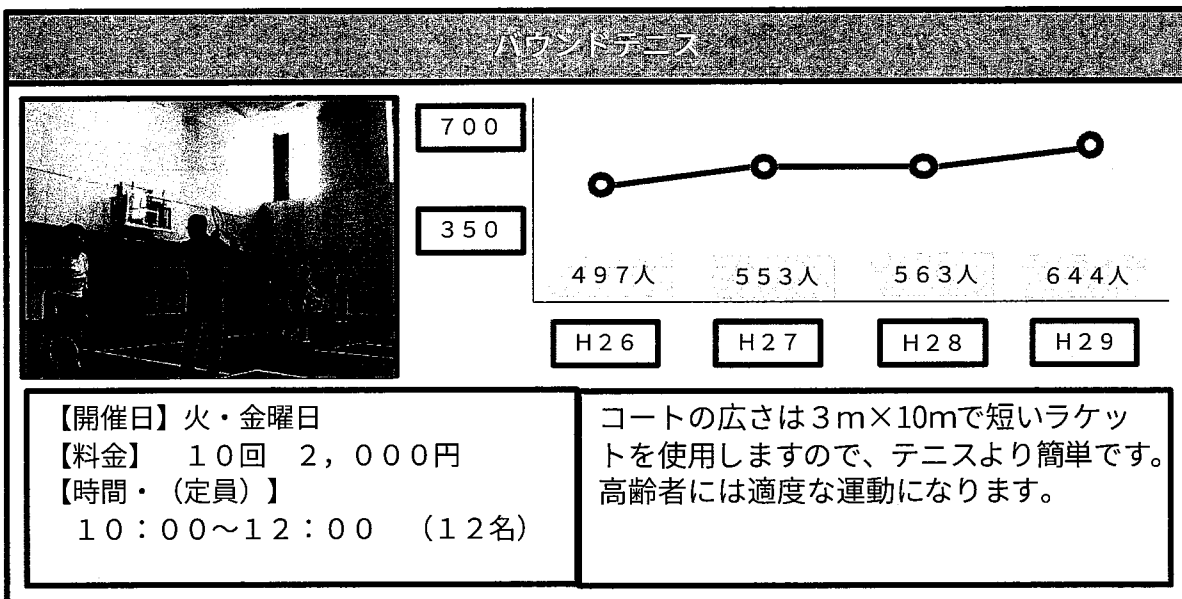 バウンドテニス
７００
３５０
４９７人　５５３人　５６３人　６４４人
Ｈ２６　Ｈ２７　Ｈ２８　Ｈ２９
【開催日】火・金曜日
【料金】　１０回　２，０００円
【時間・（定員）】
１０：００～１２：００　（１２名）
コートの広さは３ｍ×10ｍで短いラケッ
トを使用しますので、テニスより簡単です。
高齢者には適度な運動になります。